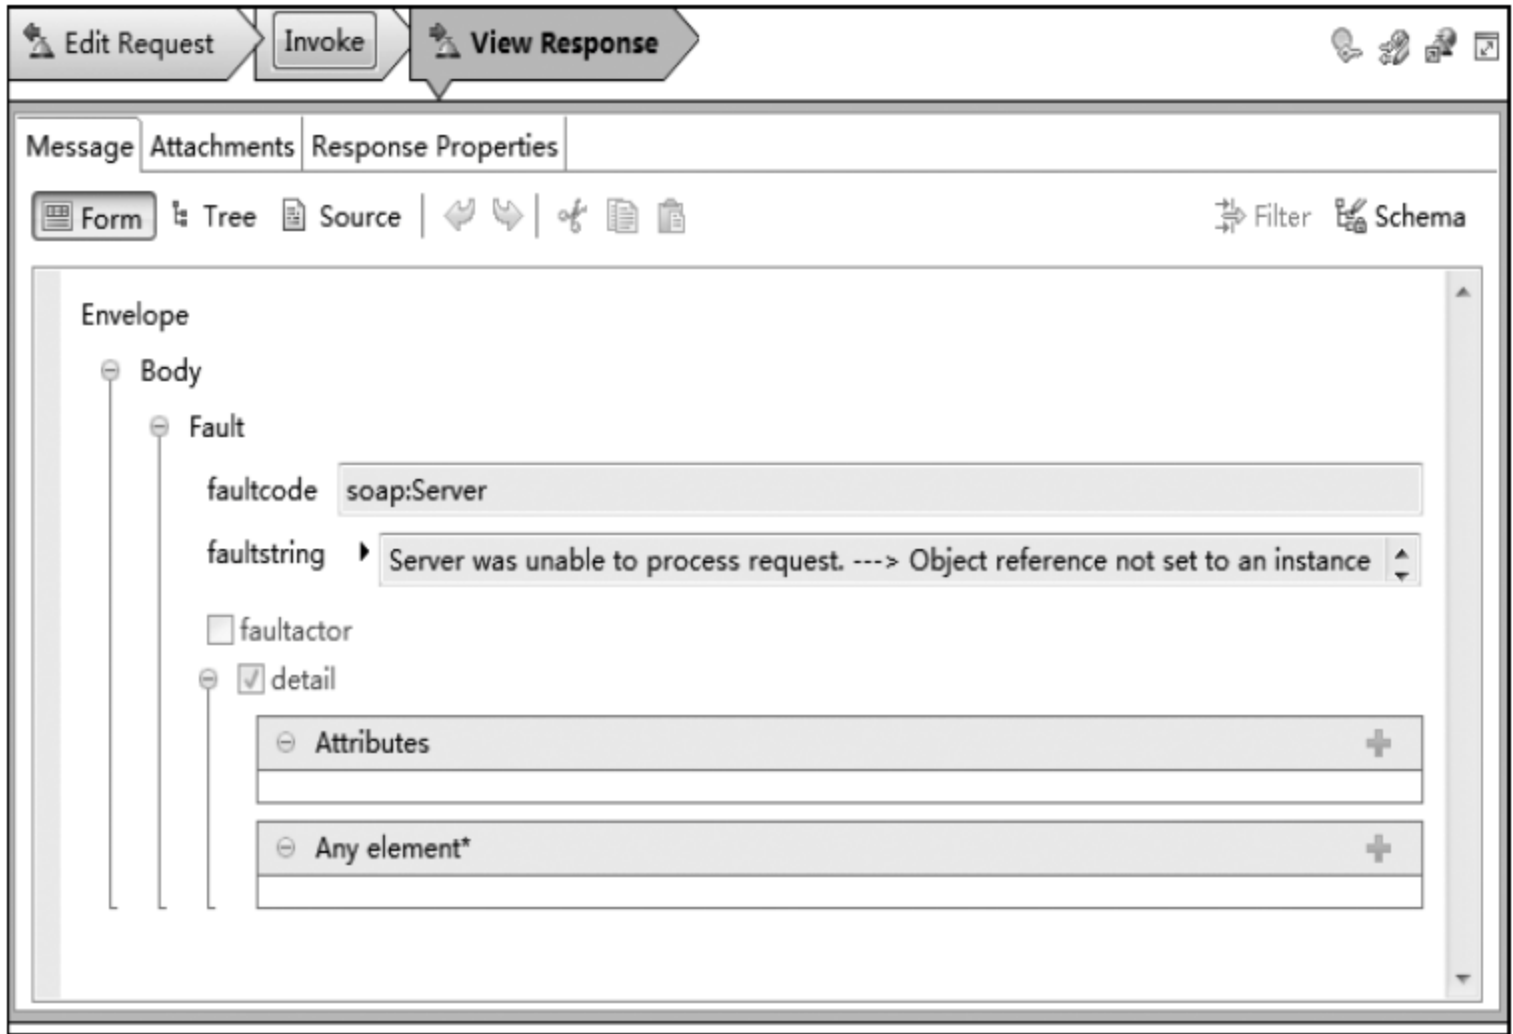 Edit Request Invoke View Response
Message Attachments Response Properties
Form Tree Source Filter Schema
Envelope
Body
Fault
faultcode soap:Server
faultstring Server was unable to process request. ---> Object reference not set to an instance
faultactor
detail
Attributes
Any element*